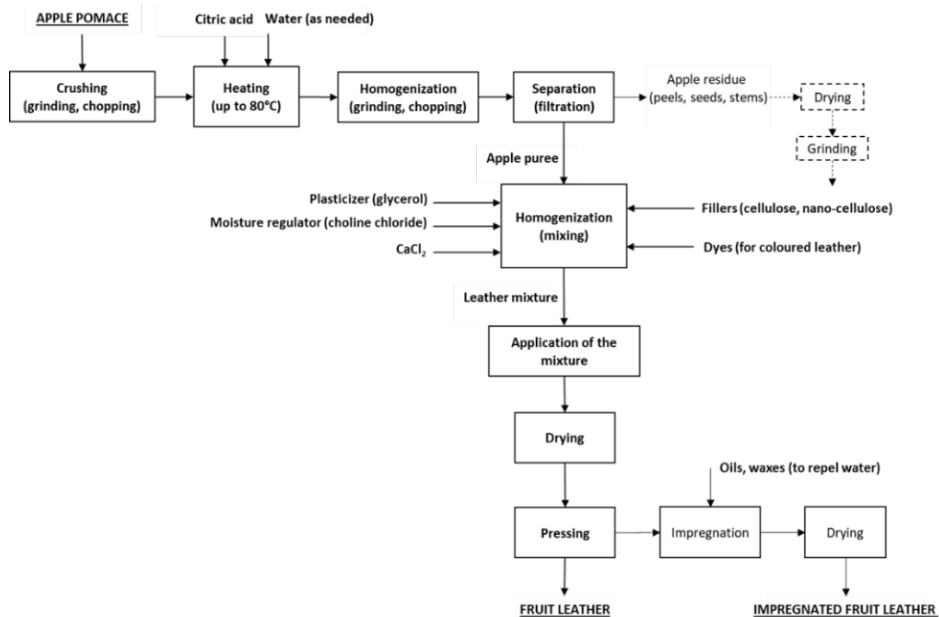 APPLE POMACE
Citric acid
Water (as needed)
Crushing
(grinding, chopping)
Heating
(up to 80°C)
Homogenization
(grinding, chopping)
Separation
(filtration)
Apple residue
(peels, seeds, stems)
Drying
Grinding
Apple puree
Plasticizer (glycerol)
Moisture regulator (choline chloride)
CaCl₂
Homogenization
(mixing)
Fillers (cellulose, nano-cellulose)
Dyes (for coloured leather)
Leather mixture
Application of the
mixture
Drying
Oils, waxes (to repel water)
Pressing
Impregnation
Drying
FRUIT LEATHER
IMPREGNATED FRUIT LEATHER